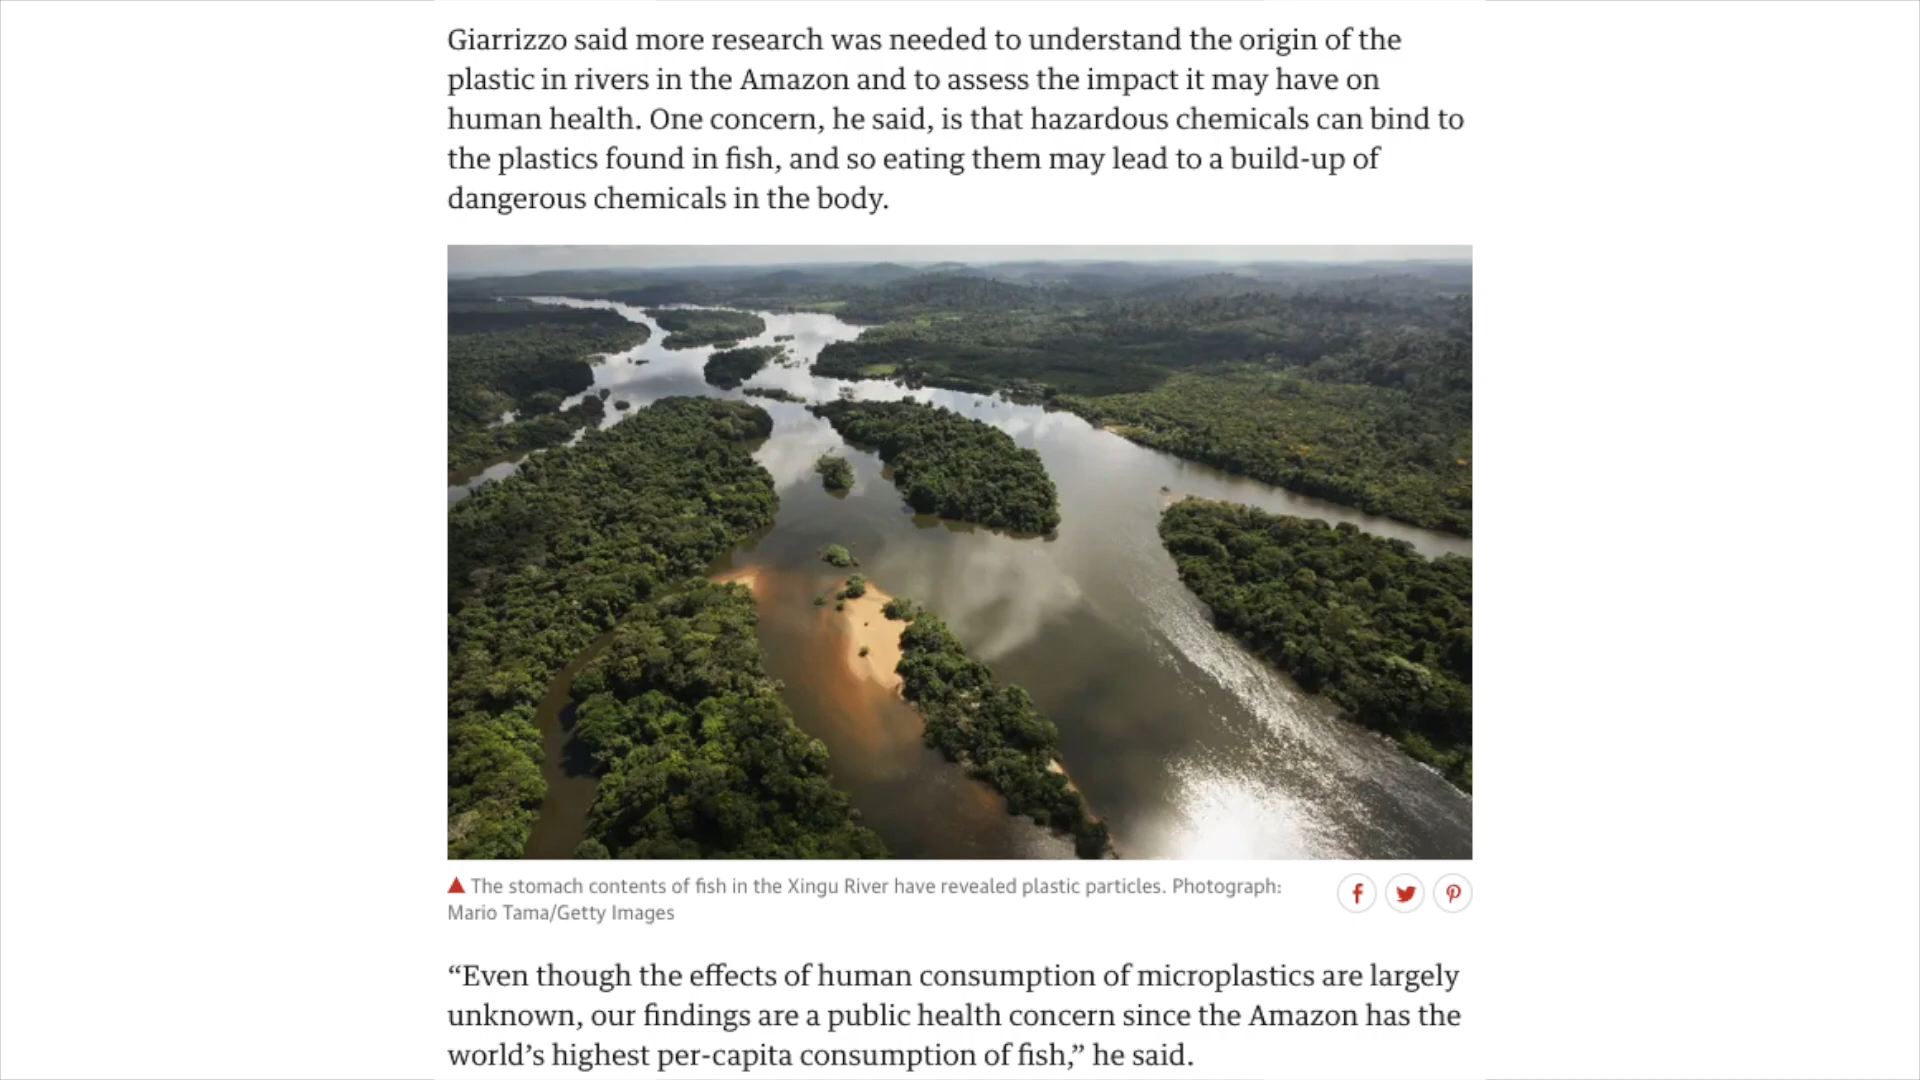 Giarrizzo said more research was needed to understand the origin of the
plastic in rivers in the Amazon and to assess the impact it may have on
human health. One concern, he said, is that hazardous chemicals can bind to
the plastics found in fish, and so eating them may lead to a build-up of
dangerous chemicals in the body.
The stomach contents of fish in the Xingu River have revealed plastic particles. Photograph:
Mario Tama/Getty Images
“Even though the effects of human consumption of microplastics are largely
unknown, our findings are a public health concern since the Amazon has the
world’s highest per-capita consumption of fish,” he said.